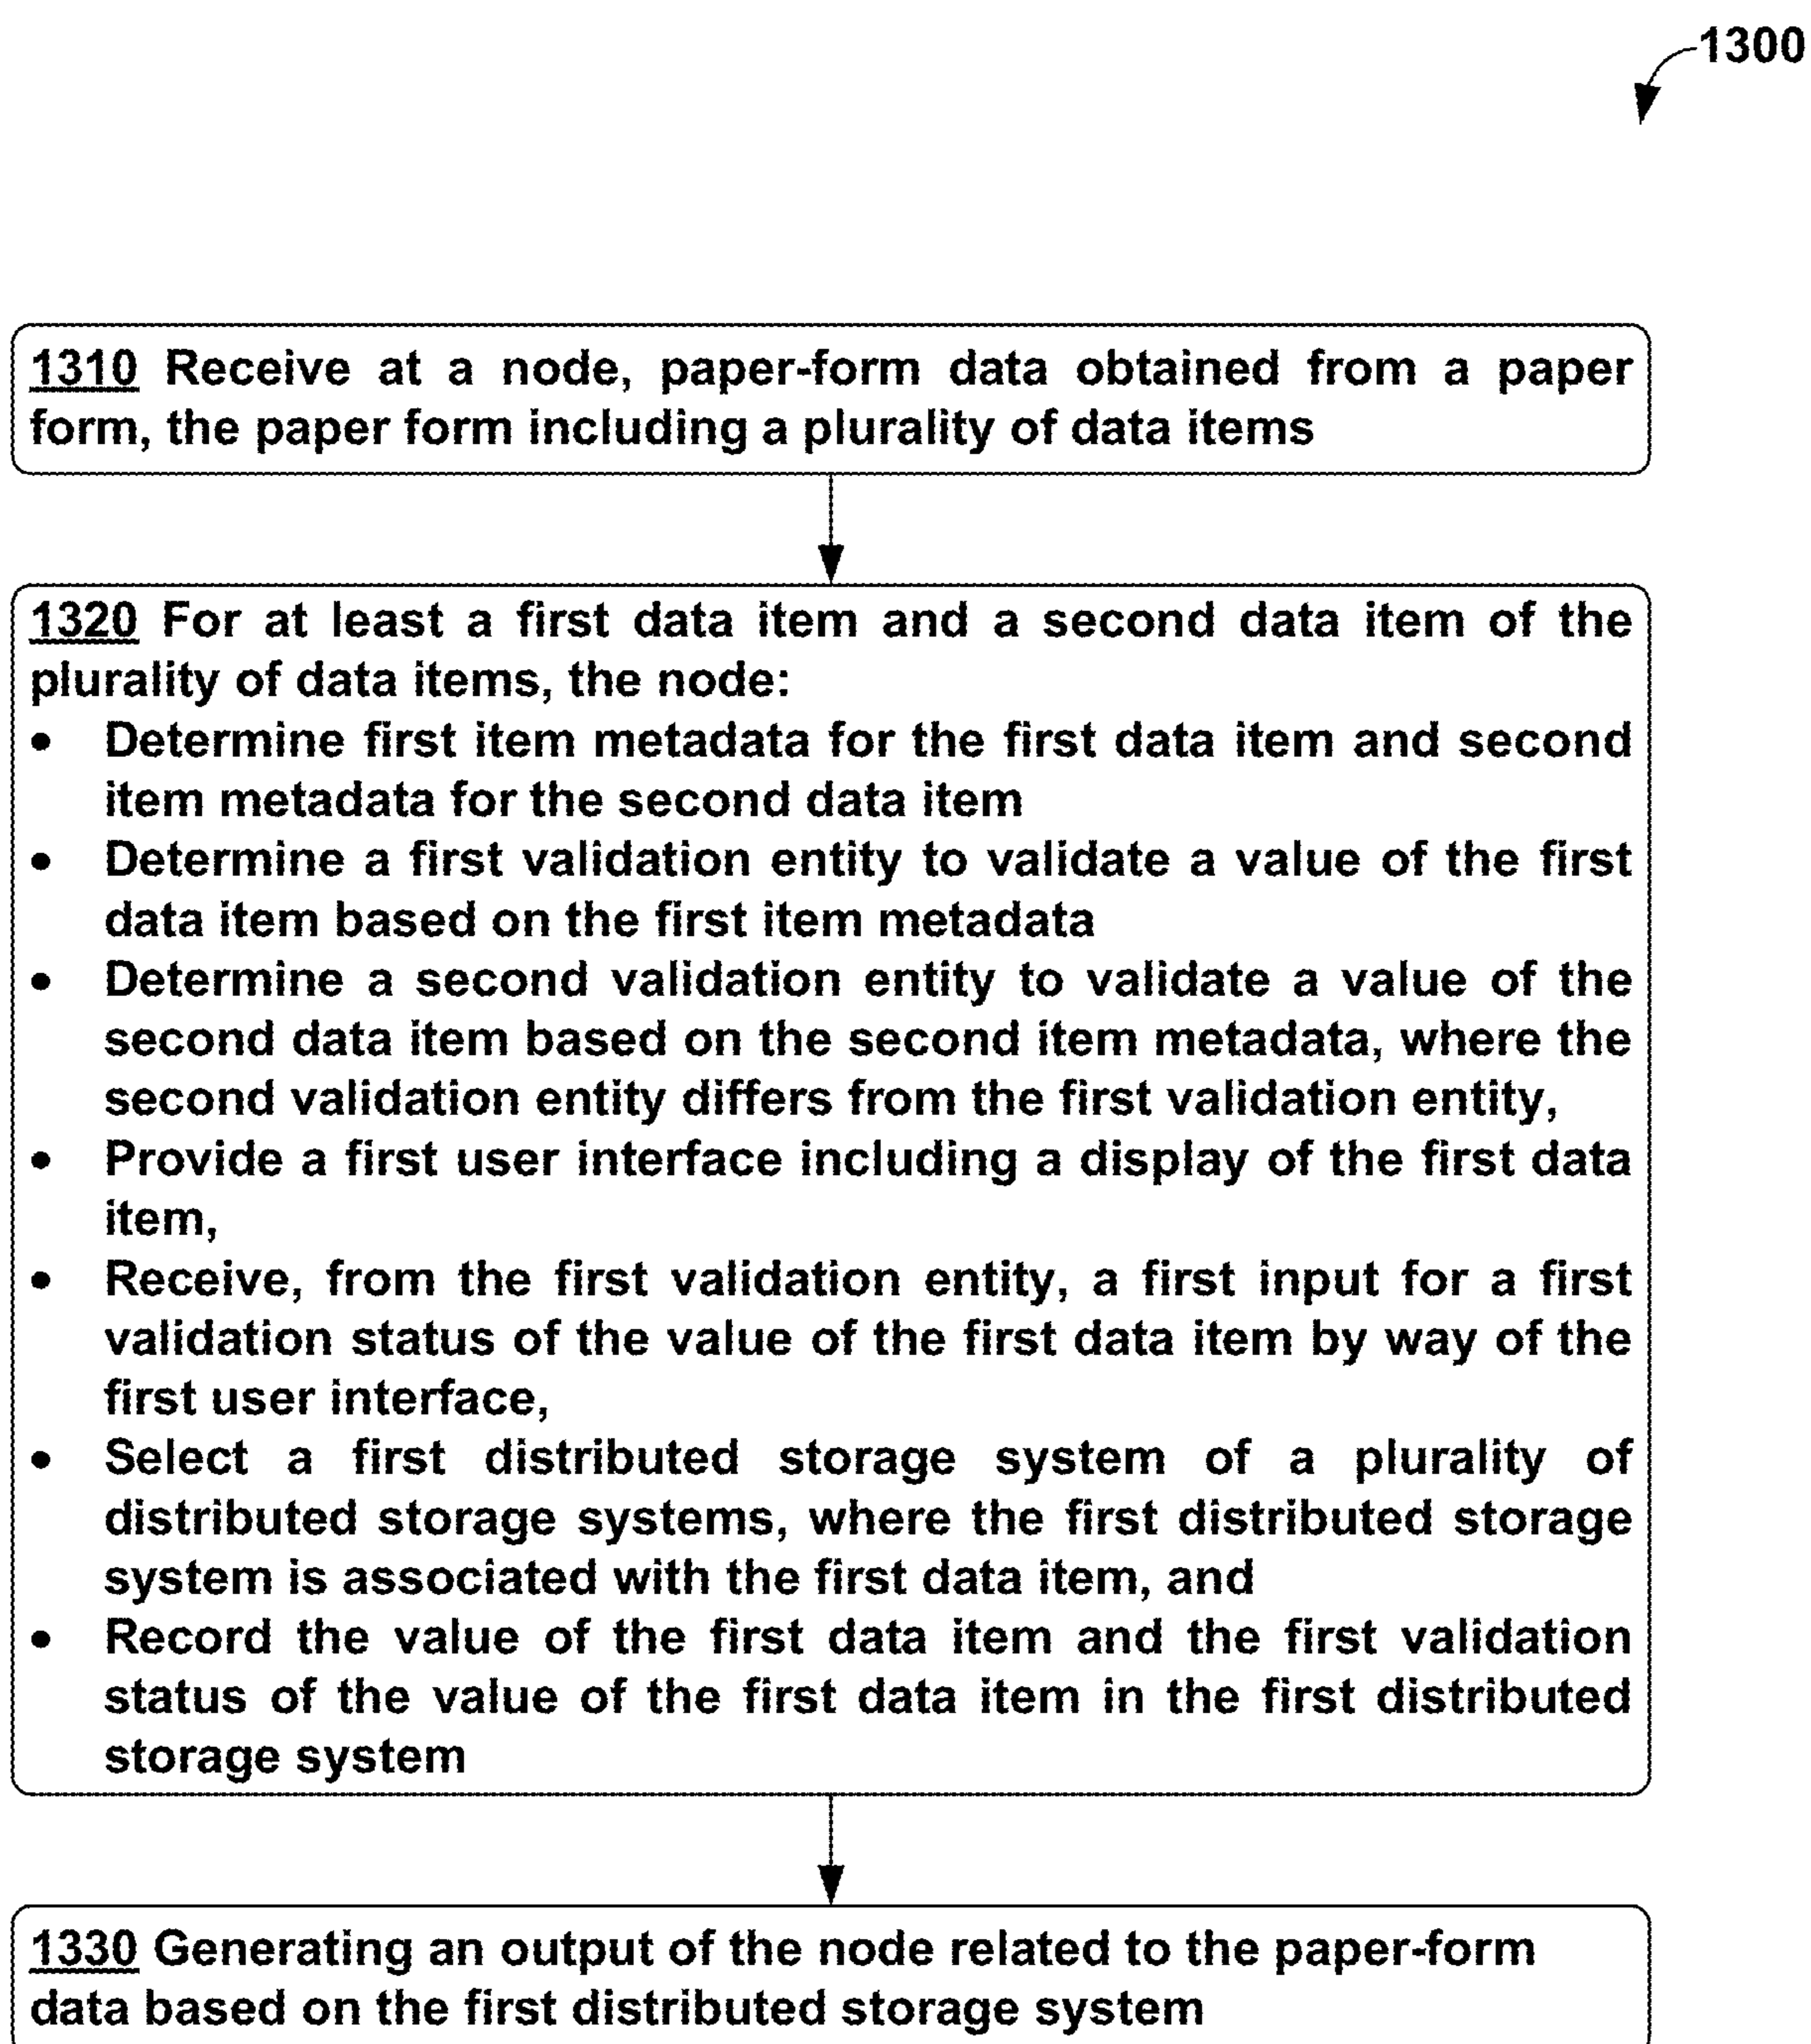 1300
1310 Receive at a node, paper-form data obtained from a paper
form, the paper form including a plurality of data items
1320 For at least a first data item and a second data item of the
plurality of data items, the node:
• Determine first item metadata for the first data item and second
item metadata for the second data item
• Determine a first validation entity to validate a value of the first
data item based on the first item metadata
• Determine a second validation entity to validate a value of the
second data item based on the second item metadata, where the
second validation entity differs from the first validation entity,
• Provide a first user interface including a display of the first data
item,
• Receive, from the first validation entity, a first input for a first
validation status of the value of the first data item by way of the
first user interface,
• Select a first distributed storage system of a plurality of
distributed storage systems, where the first distributed storage
system is associated with the first data item, and
• Record the value of the first data item and the first validation
status of the value of the first data item in the first distributed
storage system
1330 Generating an output of the node related to the paper-form
data based on the first distributed storage system